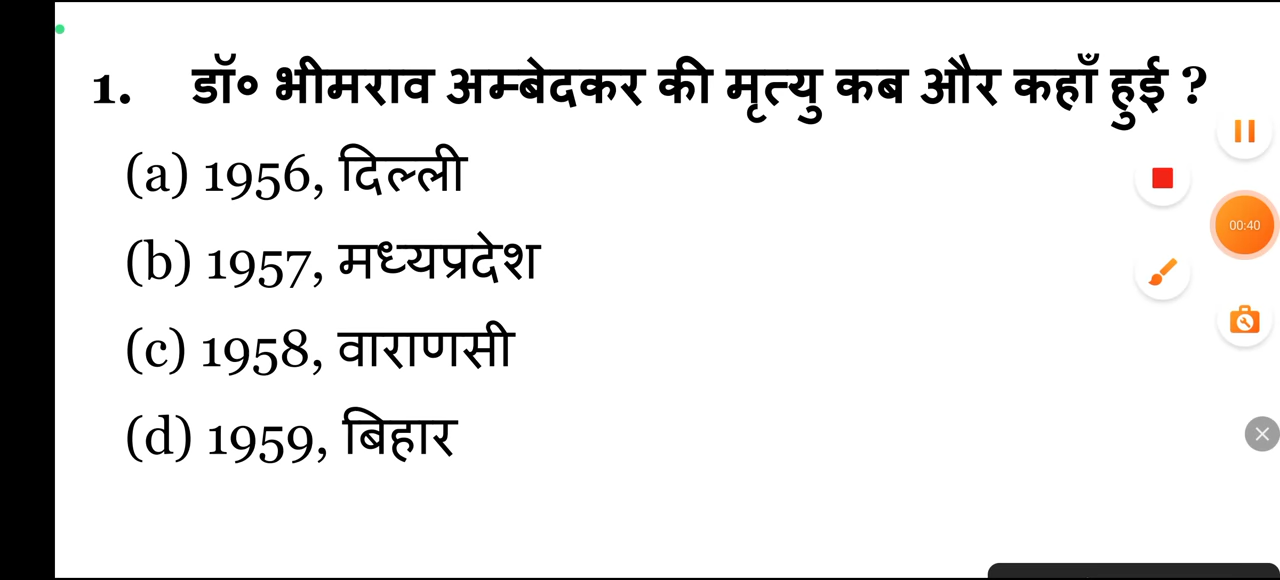 1. डॉ० भीमराव अम्बेदकर की मृत्यु कब और कहाँ हुई ?
(a) 1956, दिल्ली
(b) 1957, मध्यप्रदेश
(c) 1958, वाराणसी
(d) 1959, बिहार
00:40